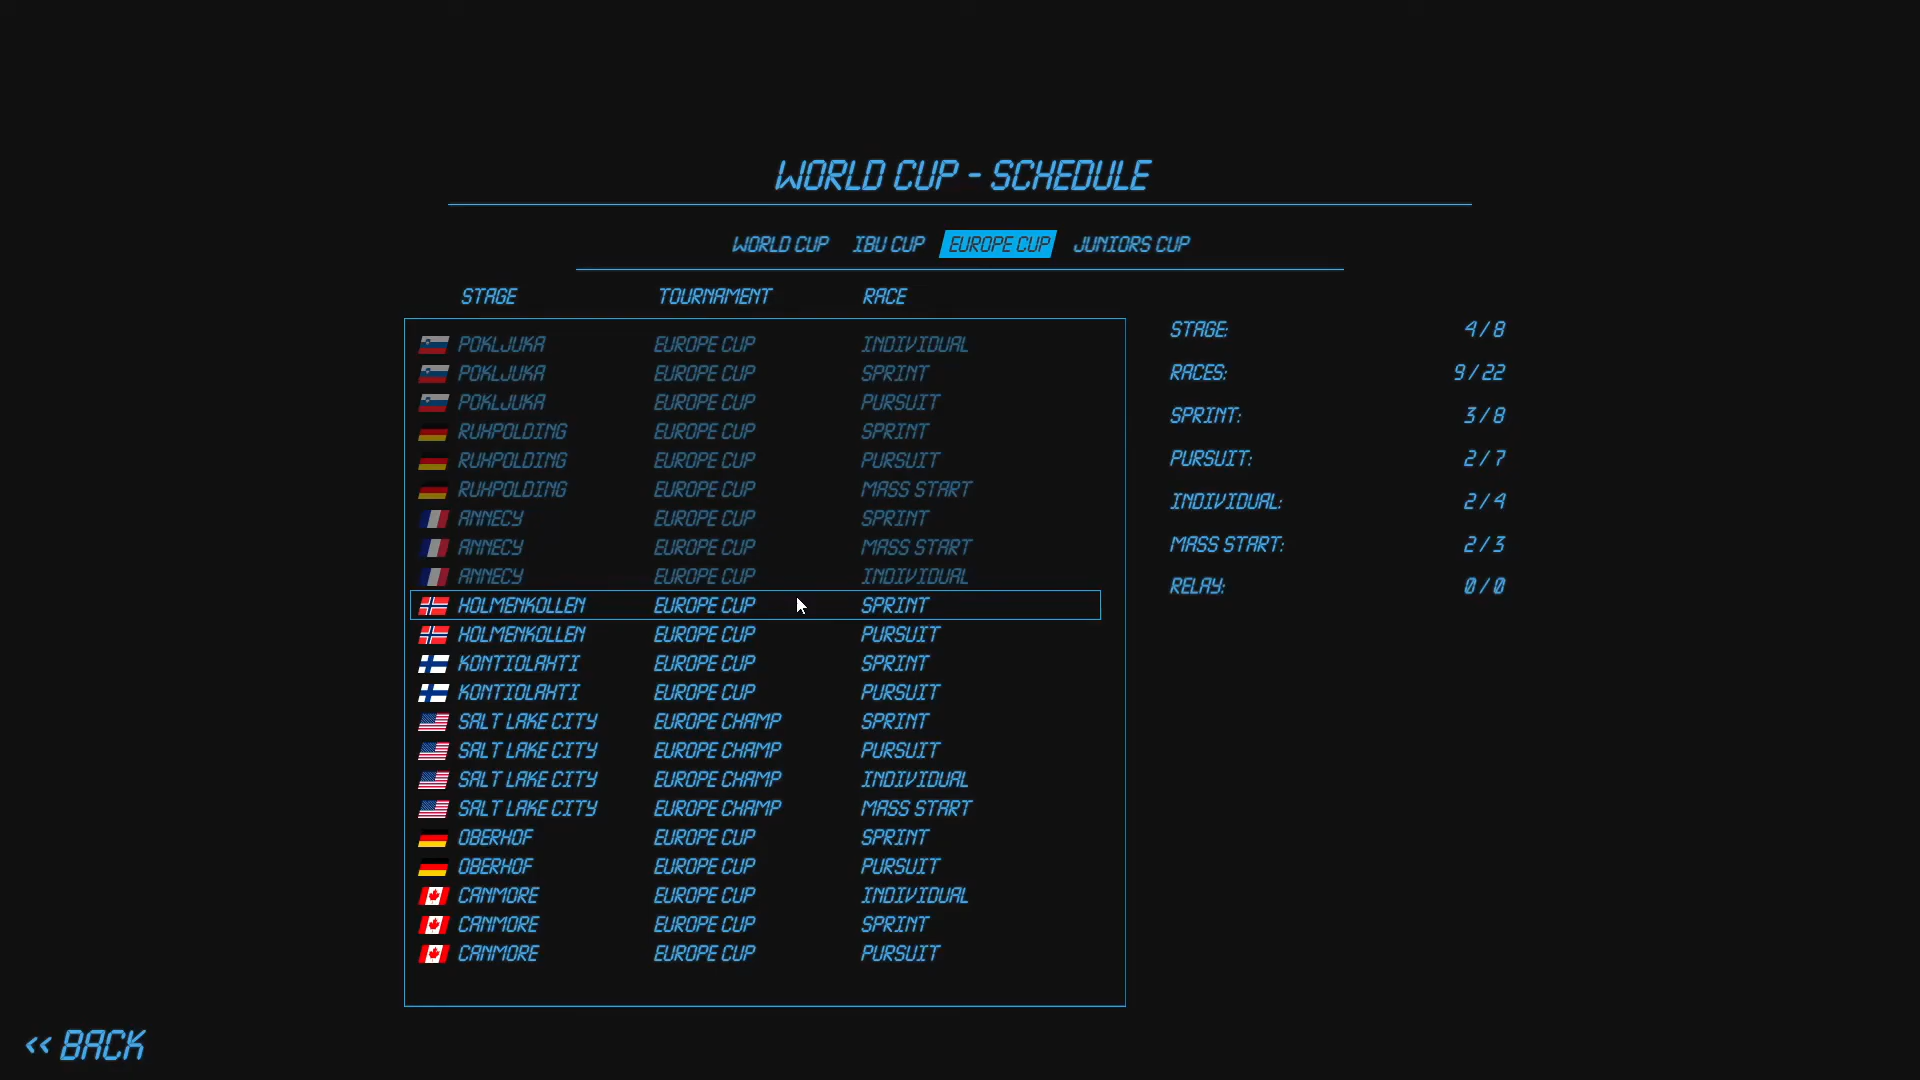 WORLD CUP - SCHEDULE
WORLD CUP IBU CUP EUROPE CUP JUNIORS CUP
STAGE TOURNAMENT RACE
POKLJUKA EUROPE CUP INDIVIDUAL
POKLJUKA EUROPE CUP SPRINT
POKLJUKA EUROPE CUP PURSUIT
RUHPOLDING EUROPE CUP SPRINT
RUHPOLDING EUROPE CUP PURSUIT
RUHPOLDING EUROPE CUP MASS START
ANNECY EUROPE CUP SPRINT
ANNECY EUROPE CUP MASS START
ANNECY EUROPE CUP INDIVIDUAL
HOLMENKOLLEN EUROPE CUP SPRINT
HOLMENKOLLEN EUROPE CUP PURSUIT
KONTIOLAHTI EUROPE CUP SPRINT
KONTIOLAHTI EUROPE CUP PURSUIT
SALT LAKE CITY EUROPE CHAMP SPRINT
SALT LAKE CITY EUROPE CHAMP PURSUIT
SALT LAKE CITY EUROPE CHAMP INDIVIDUAL
SALT LAKE CITY EUROPE CHAMP MASS START
OBERHOF EUROPE CUP SPRINT
OBERHOF EUROPE CUP PURSUIT
CANMORE EUROPE CUP INDIVIDUAL
CANMORE EUROPE CUP SPRINT
CANMORE EUROPE CUP PURSUIT
STAGE: 4 / 8
RACES: 9 / 22
SPRINT: 3 / 8
PURSUIT: 2 / 7
INDIVIDUAL: 2 / 4
MASS START: 2 / 3
RELAY: 0 / 0
<< BACK